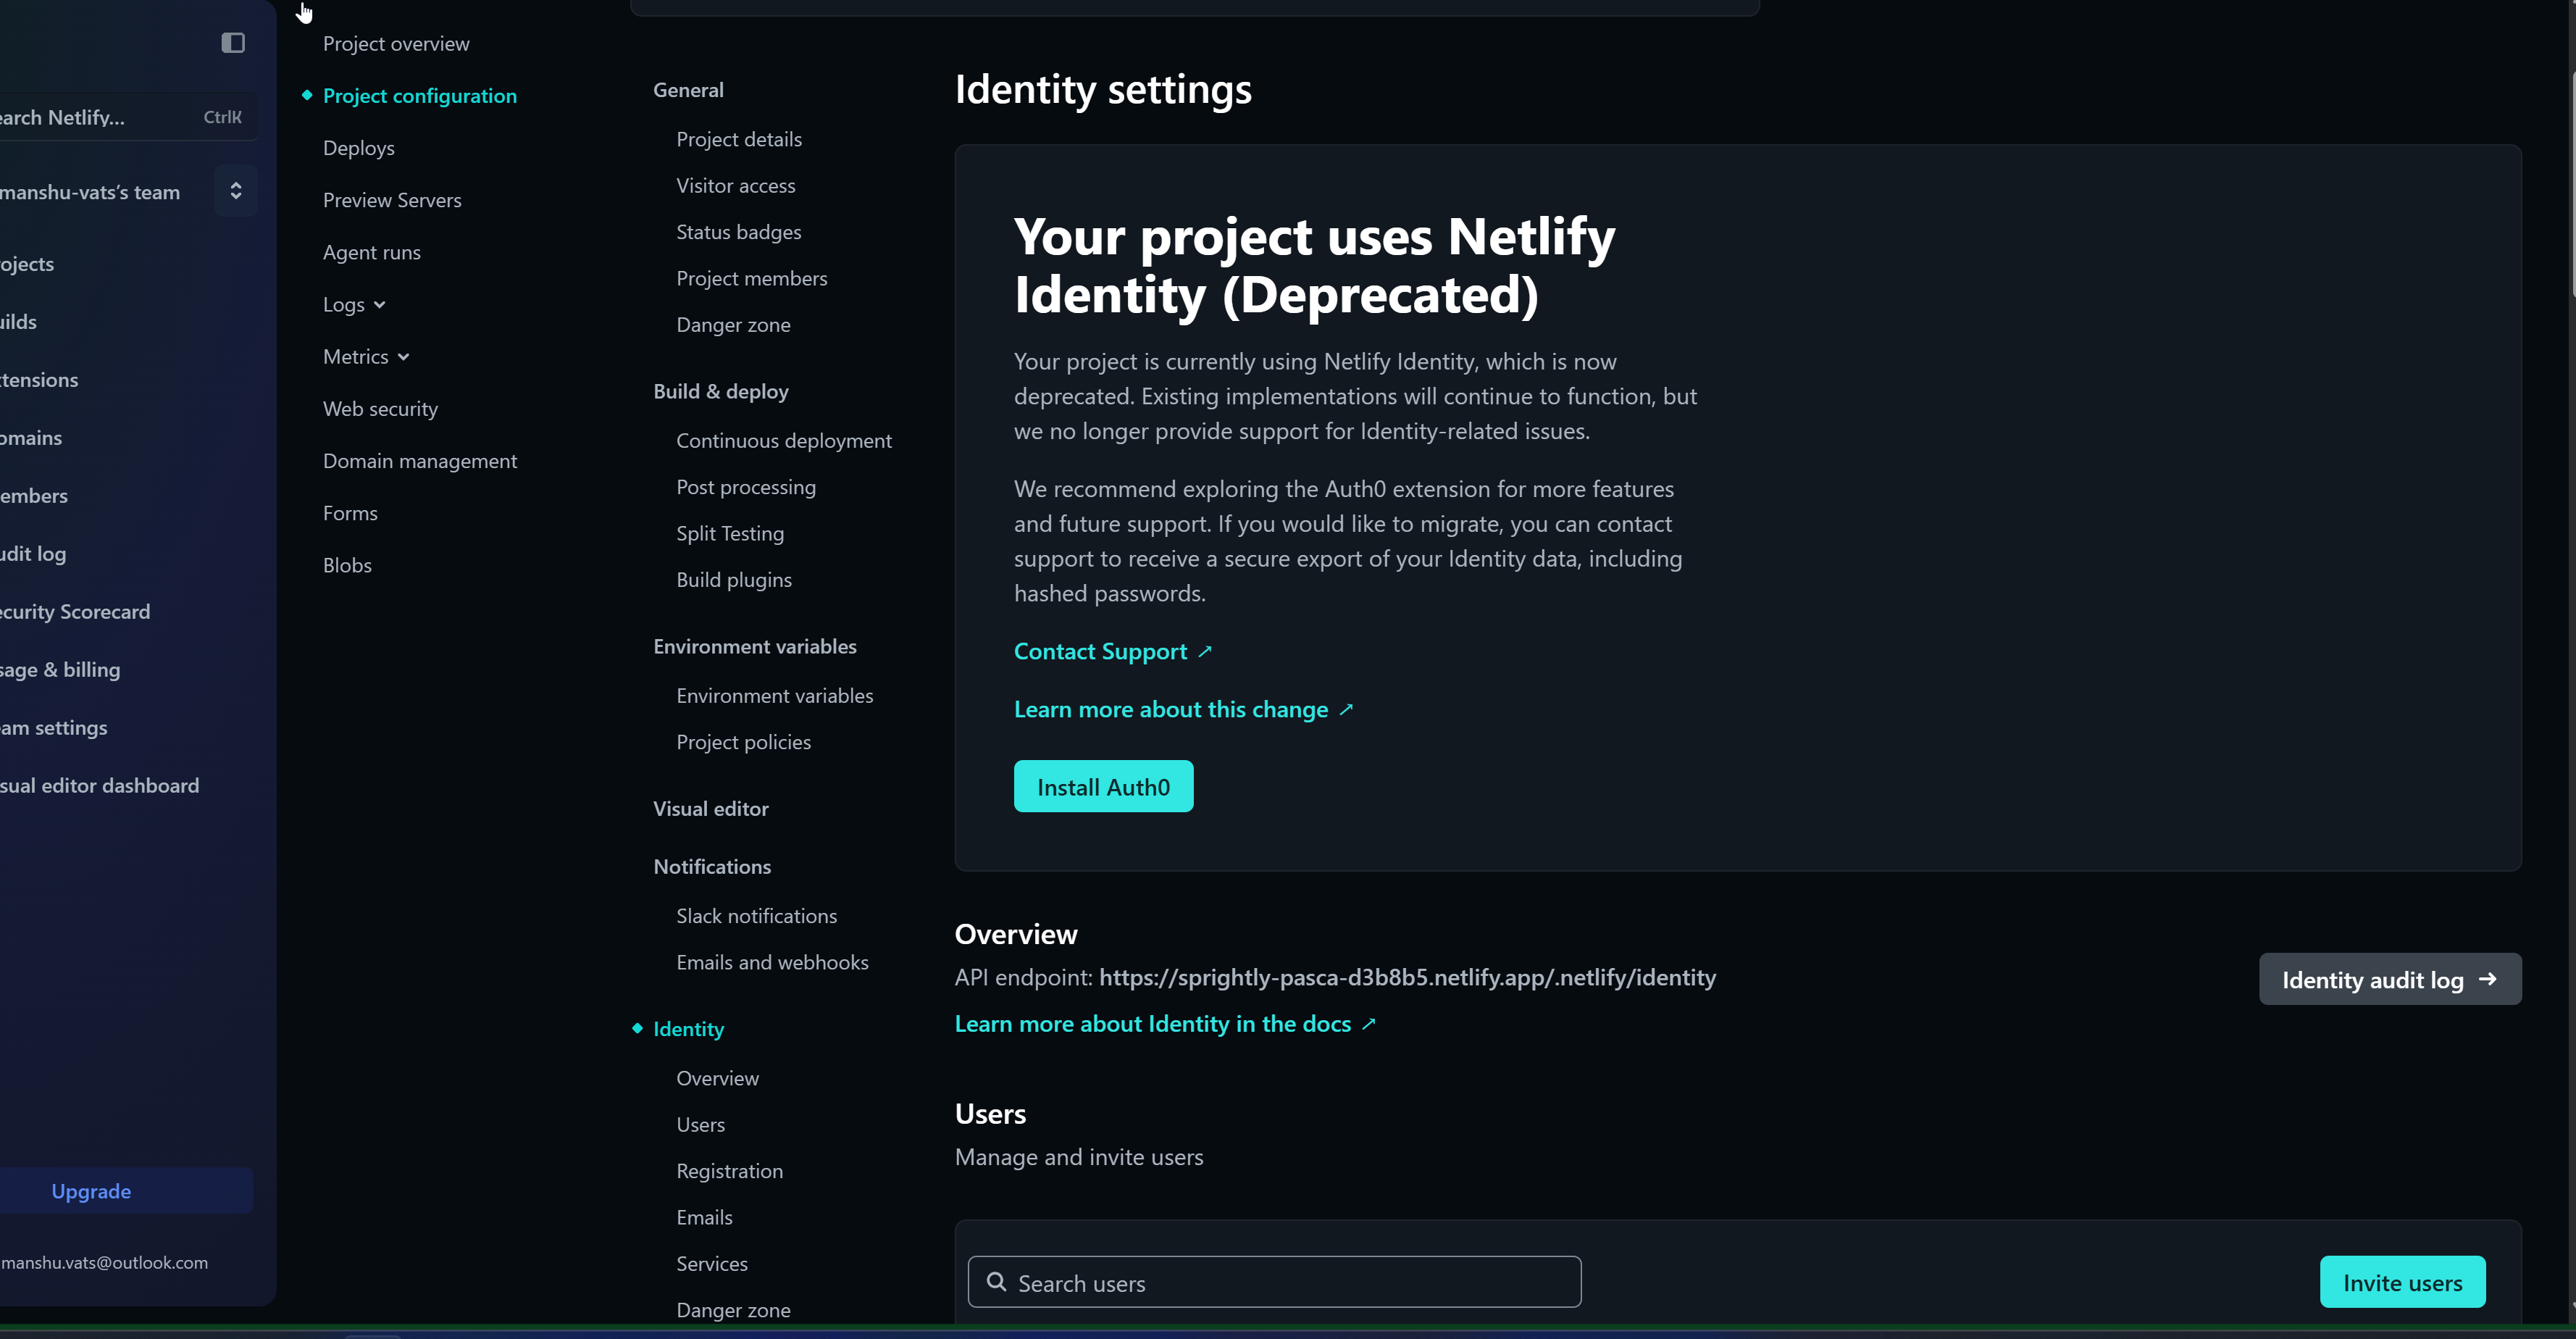 earch Netlify...
CtrlK
manshu-vats's team
ojects
uilds
tensions
omains
embers
udit log
ecurity Scorecard
sage & billing
am settings
sual editor dashboard
Upgrade
manshu.vats@outlook.com
Project overview
Project configuration
Deploys
Preview Servers
Agent runs
Logs
Metrics
Web security
Domain management
Forms
Blobs
General
Project details
Visitor access
Status badges
Project members
Danger zone
Build & deploy
Continuous deployment
Post processing
Split Testing
Build plugins
Environment variables
Environment variables
Project policies
Visual editor
Notifications
Slack notifications
Emails and webhooks
Identity
Overview
Users
Registration
Emails
Services
Danger zone
Identity settings
Your project uses Netlify
Identity (Deprecated)
Your project is currently using Netlify Identity, which is now
deprecated. Existing implementations will continue to function, but
we no longer provide support for Identity-related issues.
We recommend exploring the Auth0 extension for more features
and future support. If you would like to migrate, you can contact
support to receive a secure export of your Identity data, including
hashed passwords.
Contact Support ↗
Learn more about this change ↗
Install Auth0
Overview
API endpoint: https://sprightly-pasca-d3b8b5.netlify.app/.netlify/identity
Identity audit log →
Learn more about Identity in the docs ↗
Users
Manage and invite users
Search users
Invite users